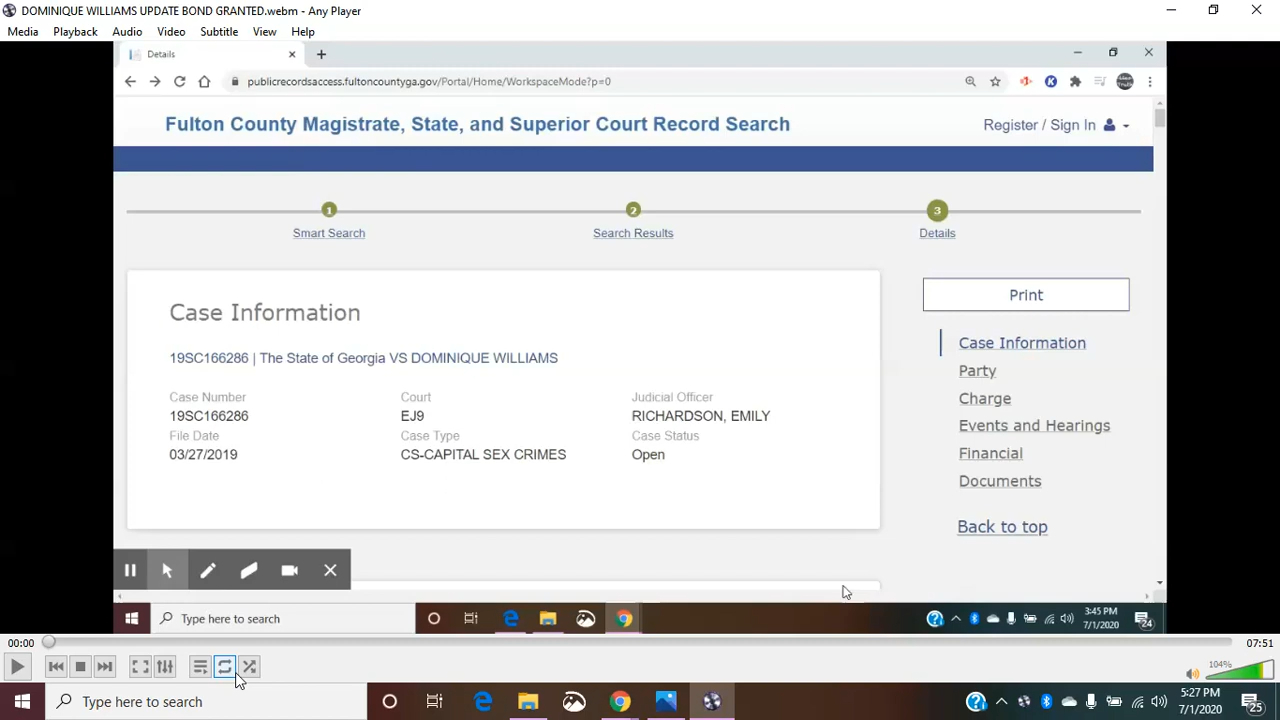 DOMINIQUE WILLIAMS UPDATE BOND GRANTED.webm - Any Player
Media Playback Audio Video Subtitle View Help
Details
publicrecordsaccess.fultoncountyga.gov/Portal/Home/WorkspaceMode?p=0
Fulton County Magistrate, State, and Superior Court Record Search
Register / Sign In
1 2 3
Smart Search Search Results Details
Print
Case Information
19SC166286 | The State of Georgia VS DOMINIQUE WILLIAMS
Case Number Court Judicial Officer
19SC166286 EJ9 RICHARDSON, EMILY
File Date Case Type Case Status
03/27/2019 CS-CAPITAL SEX CRIMES Open
Case Information
Party
Charge
Events and Hearings
Financial
Documents
Back to top
Type here to search
3:45 PM
7/1/2020
24
00:00 07:51
104%
Type here to search
5:27 PM
7/1/2020
25